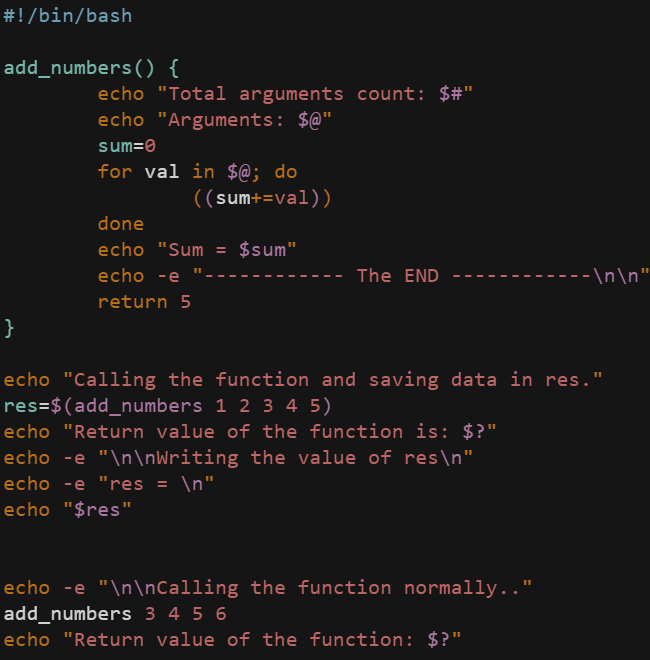 #!/bin/bash

add_numbers() {
        echo "Total arguments count: $#"
        echo "Arguments: $@"
        sum=0
        for val in $@; do
                ((sum+=val))
        done
        echo "Sum = $sum"
        echo -e "------------ The END ------------\n\n"
        return 5
}

echo "Calling the function and saving data in res."
res=$(add_numbers 1 2 3 4 5)
echo "Return value of the function is: $?"
echo -e "\n\nWriting the value of res\n"
echo -e "res = \n"
echo "$res"


echo -e "\n\nCalling the function normally.."
add_numbers 3 4 5 6
echo "Return value of the function: $?"